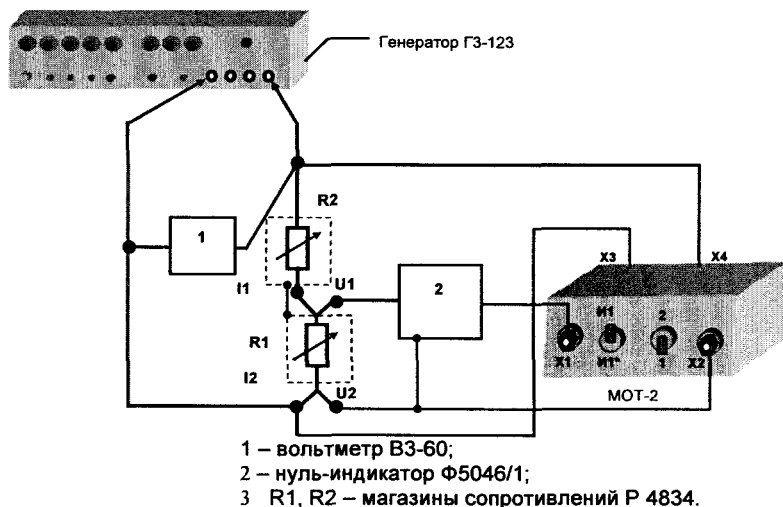 Генератор Г3-123
R2
1
X3
X4
I1
U1
2
И1
2
R1
X1
И1*
1
X2
I2
U2
МОТ-2
1 – вольтметр В3-60;
2 – нуль-индикатор Ф5046/1;
3 R1, R2 – магазины сопротивлений Р 4834.